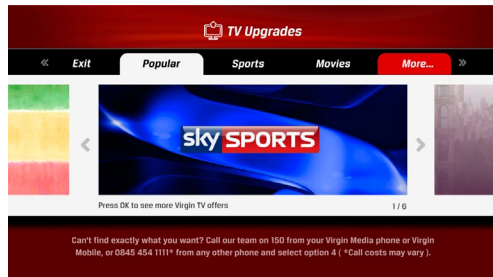 TV Upgrades
« Exit Popular Sports Movies More... »
sky SPORTS
Press OK to see more Virgin TV offers 1 / 6
Can't find exactly what you want? Call our team on 150 from your Virgin Media phone or Virgin
Mobile, or 0845 454 1111* from any other phone and select option 4 ( *Call costs may vary ).